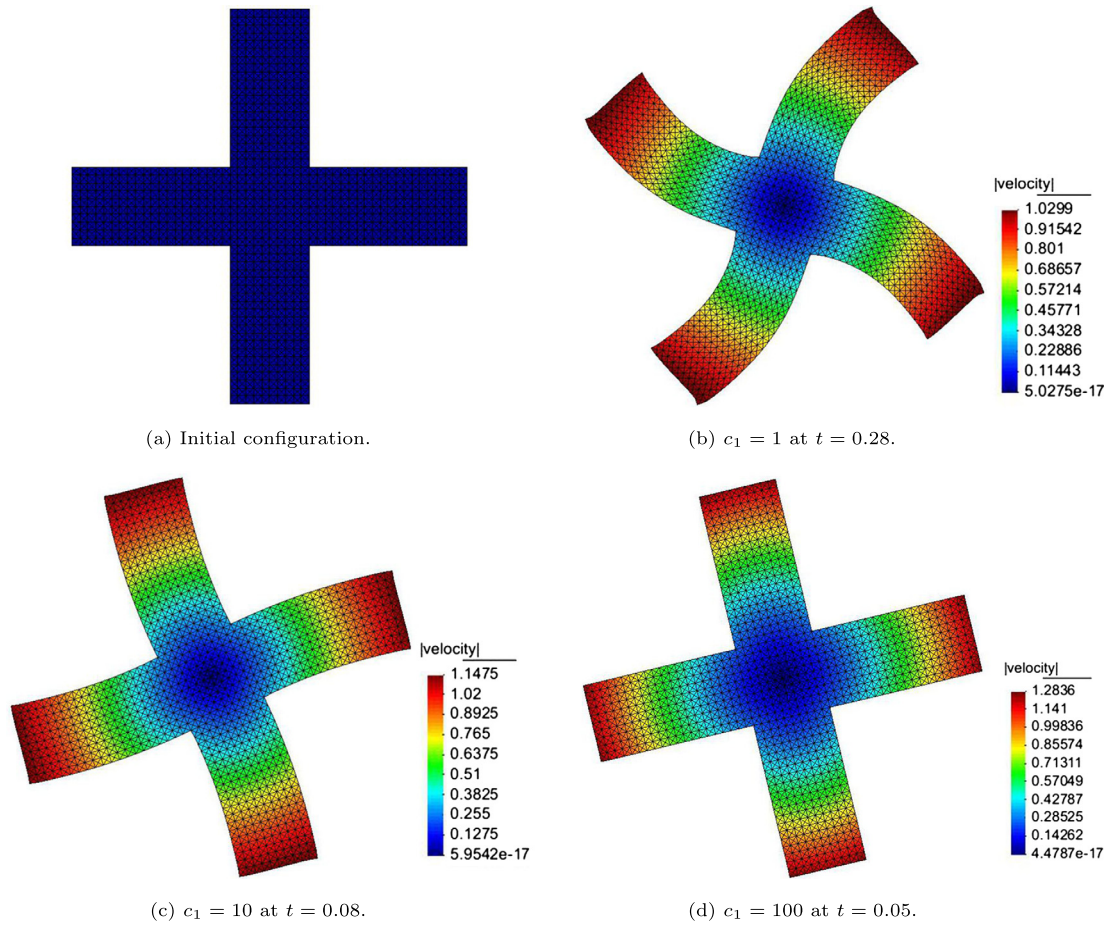 |velocity|
1.0299
0.91542
0.801
0.68657
0.57214
0.45771
0.34328
0.22886
0.11443
5.0275e-17
(a) Initial configuration.
(b) c₁ = 1 at t = 0.28.
|velocity|
1.1475
1.02
0.8925
0.765
0.6375
0.51
0.3825
0.255
0.1275
5.9542e-17
|velocity|
1.2836
1.141
0.99836
0.85574
0.71311
0.57049
0.42787
0.28525
0.14262
4.4787e-17
(c) c₁ = 10 at t = 0.08.
(d) c₁ = 100 at t = 0.05.